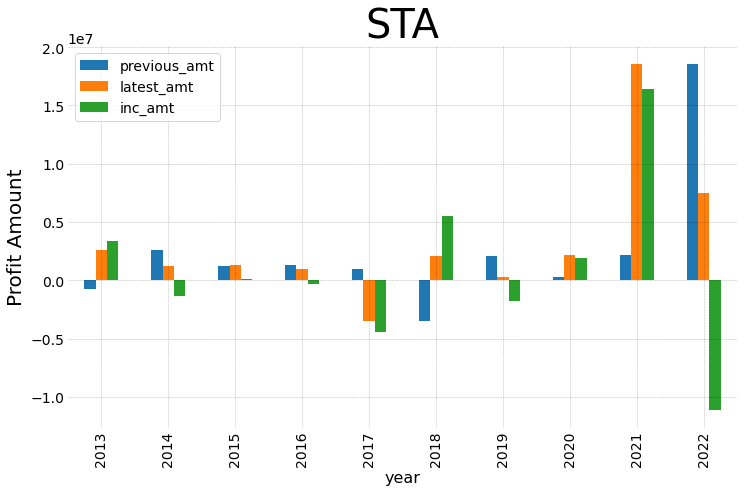 STA
1e7
previous_amt
latest_amt
inc_amt
2.0
1.5
1.0
0.5
0.0
−0.5
−1.0
Profit Amount
2013
2014
2015
2016
2017
2018
2019
2020
2021
2022
year